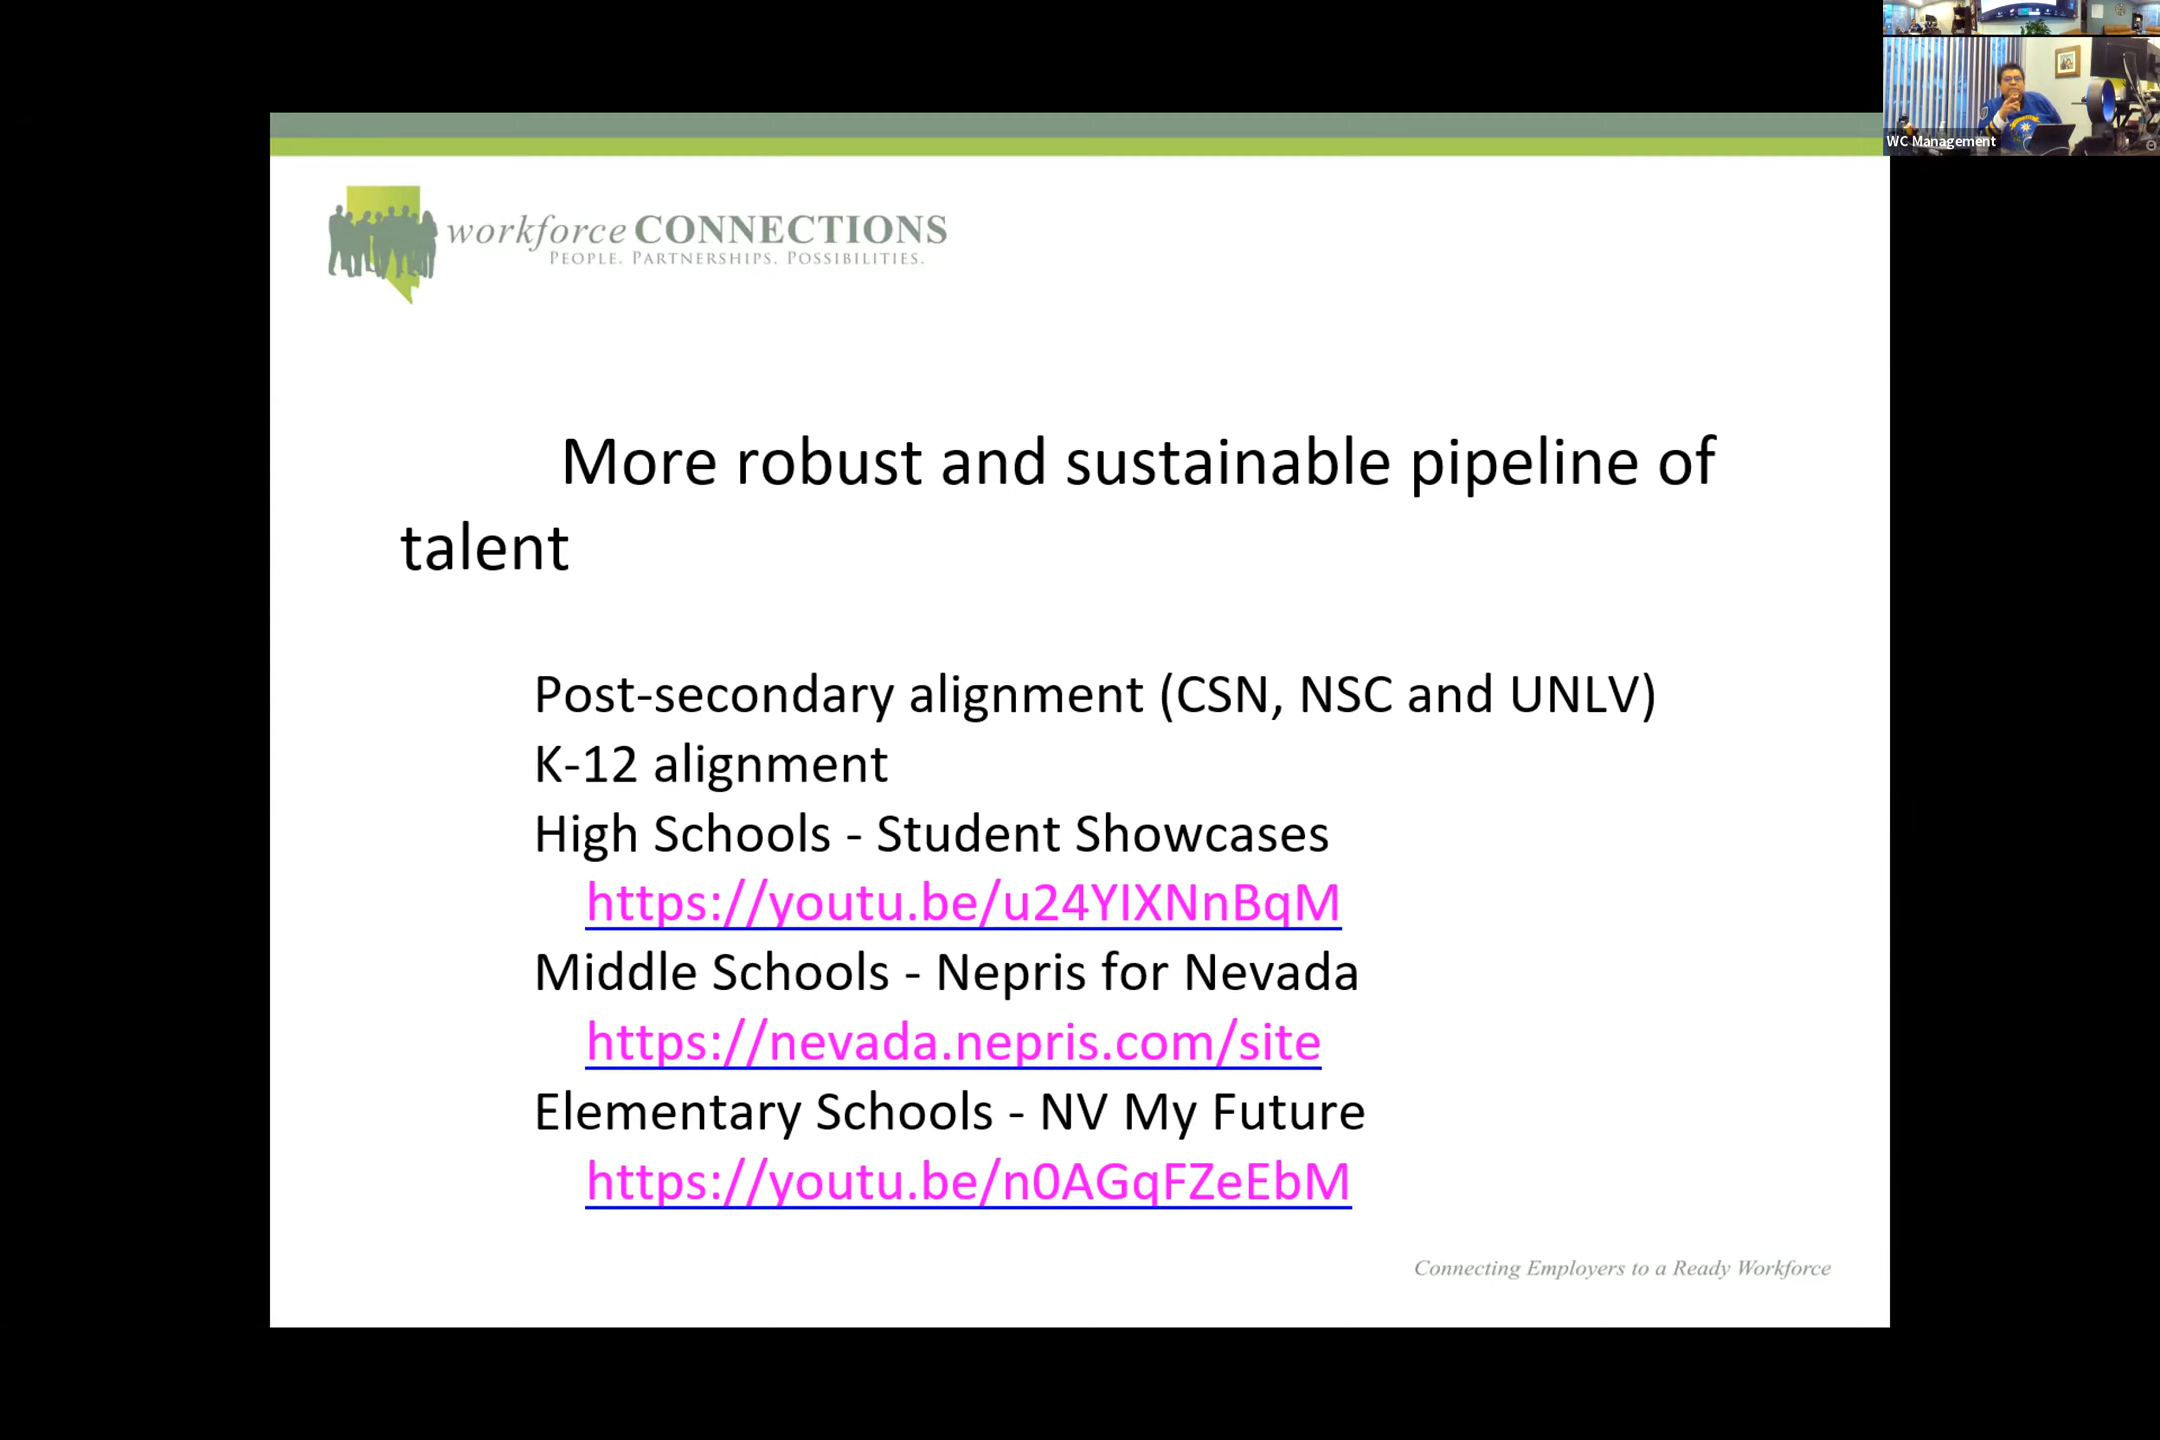 WC Management
workforce CONNECTIONS
PEOPLE. PARTNERSHIPS. POSSIBILITIES.
More robust and sustainable pipeline of
talent
Post-secondary alignment (CSN, NSC and UNLV)
K-12 alignment
High Schools - Student Showcases
https://youtu.be/u24YIXNnBqM
Middle Schools - Nepris for Nevada
https://nevada.nepris.com/site
Elementary Schools - NV My Future
https://youtu.be/n0AGqFZeEbM
Connecting Employers to a Ready Workforce